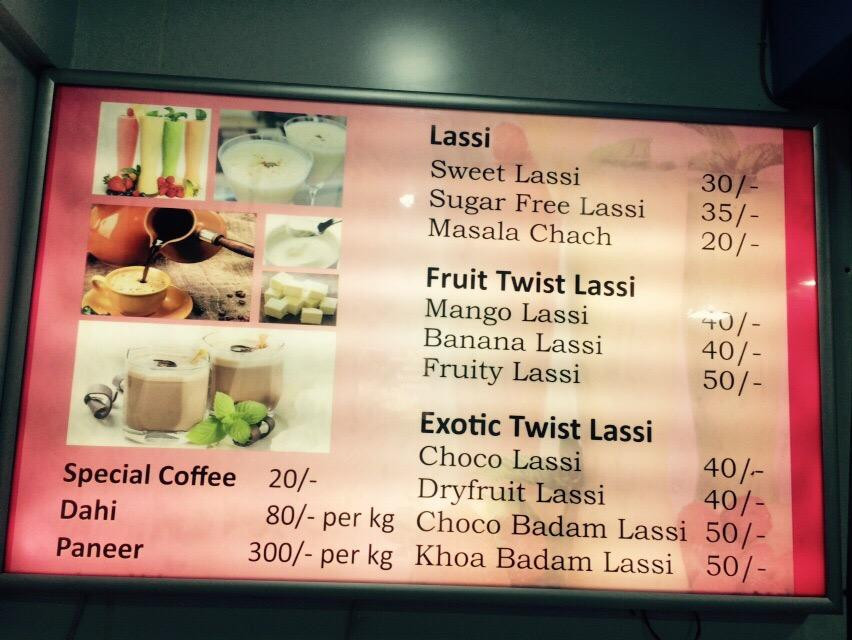 Lassi
Sweet Lassi 30/-
Sugar Free Lassi 35/-
Masala Chach 20/-
Fruit Twist Lassi
Mango Lassi 40/-
Banana Lassi 40/-
Fruity Lassi 50/-
Exotic Twist Lassi
Choco Lassi 40/-
Dryfruit Lassi 40/-
Choco Badam Lassi 50/-
Khoa Badam Lassi 50/-
Special Coffee 20/-
Dahi 80/- per kg
Paneer 300/- per kg